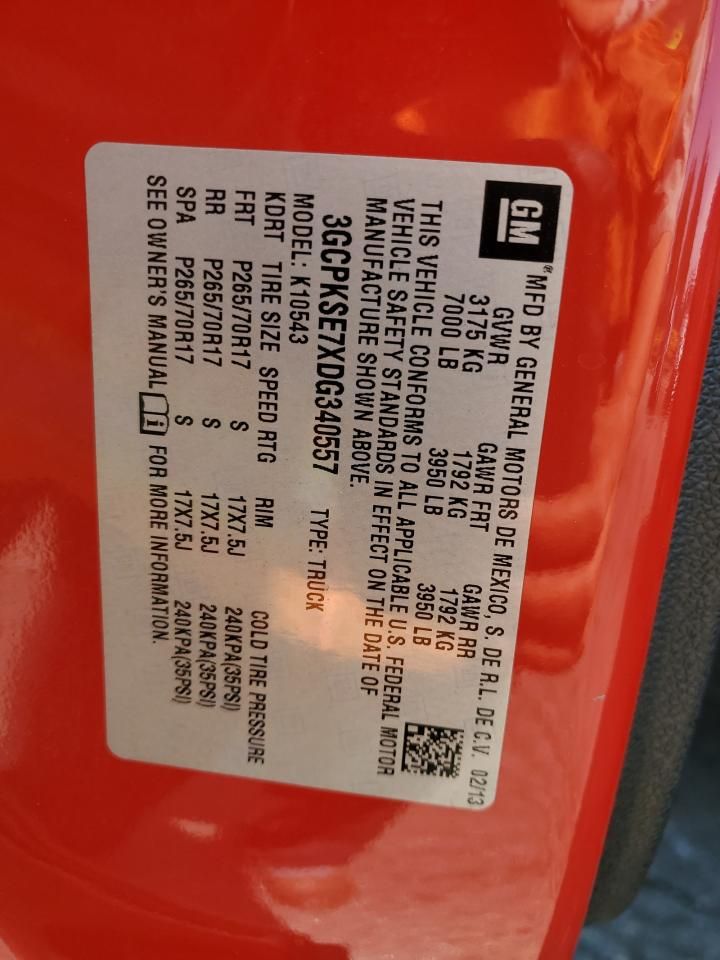 GM® MFD BY GENERAL MOTORS DE MEXICO, S. DE R.L. DE C.V. 02/13
GVWR GAWR FRT GAWR RR
3175 KG 1792 KG 1792 KG
7000 LB 3950 LB 3950 LB
THIS VEHICLE CONFORMS TO ALL APPLICABLE U.S. FEDERAL MOTOR
VEHICLE SAFETY STANDARDS IN EFFECT ON THE DATE OF
MANUFACTURE SHOWN ABOVE.
3GCPKSE7XDG340557 TYPE: TRUCK
MODEL: K10543
KDRT TIRE SIZE SPEED RTG RIM COLD TIRE PRESSURE
FRT P265/70R17 S 17X7.5J 240KPA(35PSI)
RR P265/70R17 S 17X7.5J 240KPA(35PSI)
SPA P265/70R17 S 17X7.5J 240KPA(35PSI)
SEE OWNER'S MANUAL i FOR MORE INFORMATION.